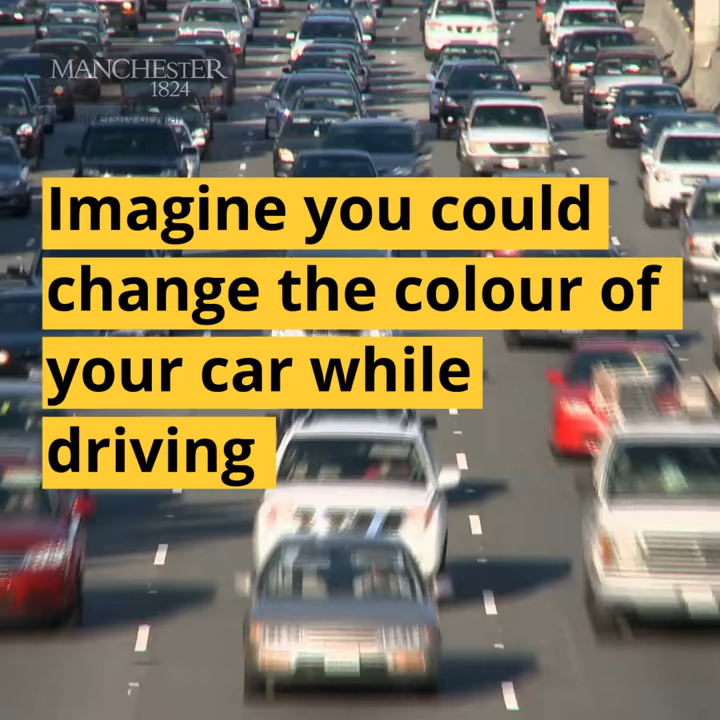 MANCHESTER
1824
Imagine you could
change the colour of
your car while
driving